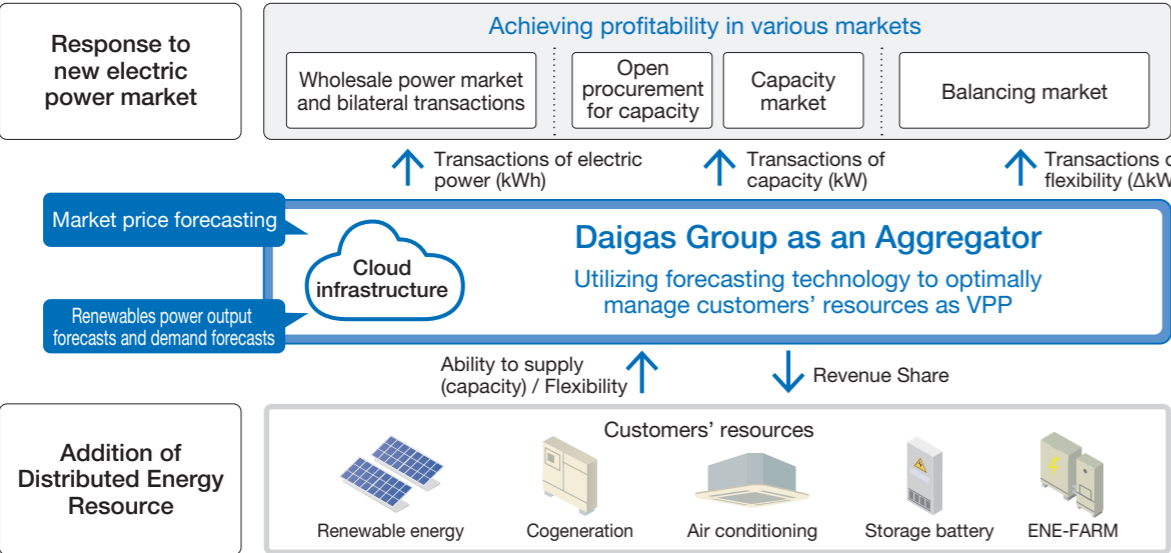 Response to
new electric
power market
Achieving profitability in various markets
Wholesale power market
and bilateral transactions
Open
procurement
for capacity
Capacity
market
Balancing market
Transactions of electric
power (kWh)
Transactions of
capacity (kW)
Transactions
flexibility (ΔkW
Market price forecasting
Cloud
infrastructure
Renewables power output
forecasts and demand forecasts
Daigas Group as an Aggregator
Utilizing forecasting technology to optimally
manage customers’ resources as VPP
Ability to supply
(capacity) / Flexibility
Revenue Share
Addition of
Distributed Energy
Resource
Customers’ resources
Renewable energy
Cogeneration
Air conditioning
Storage battery
ENE-FARM